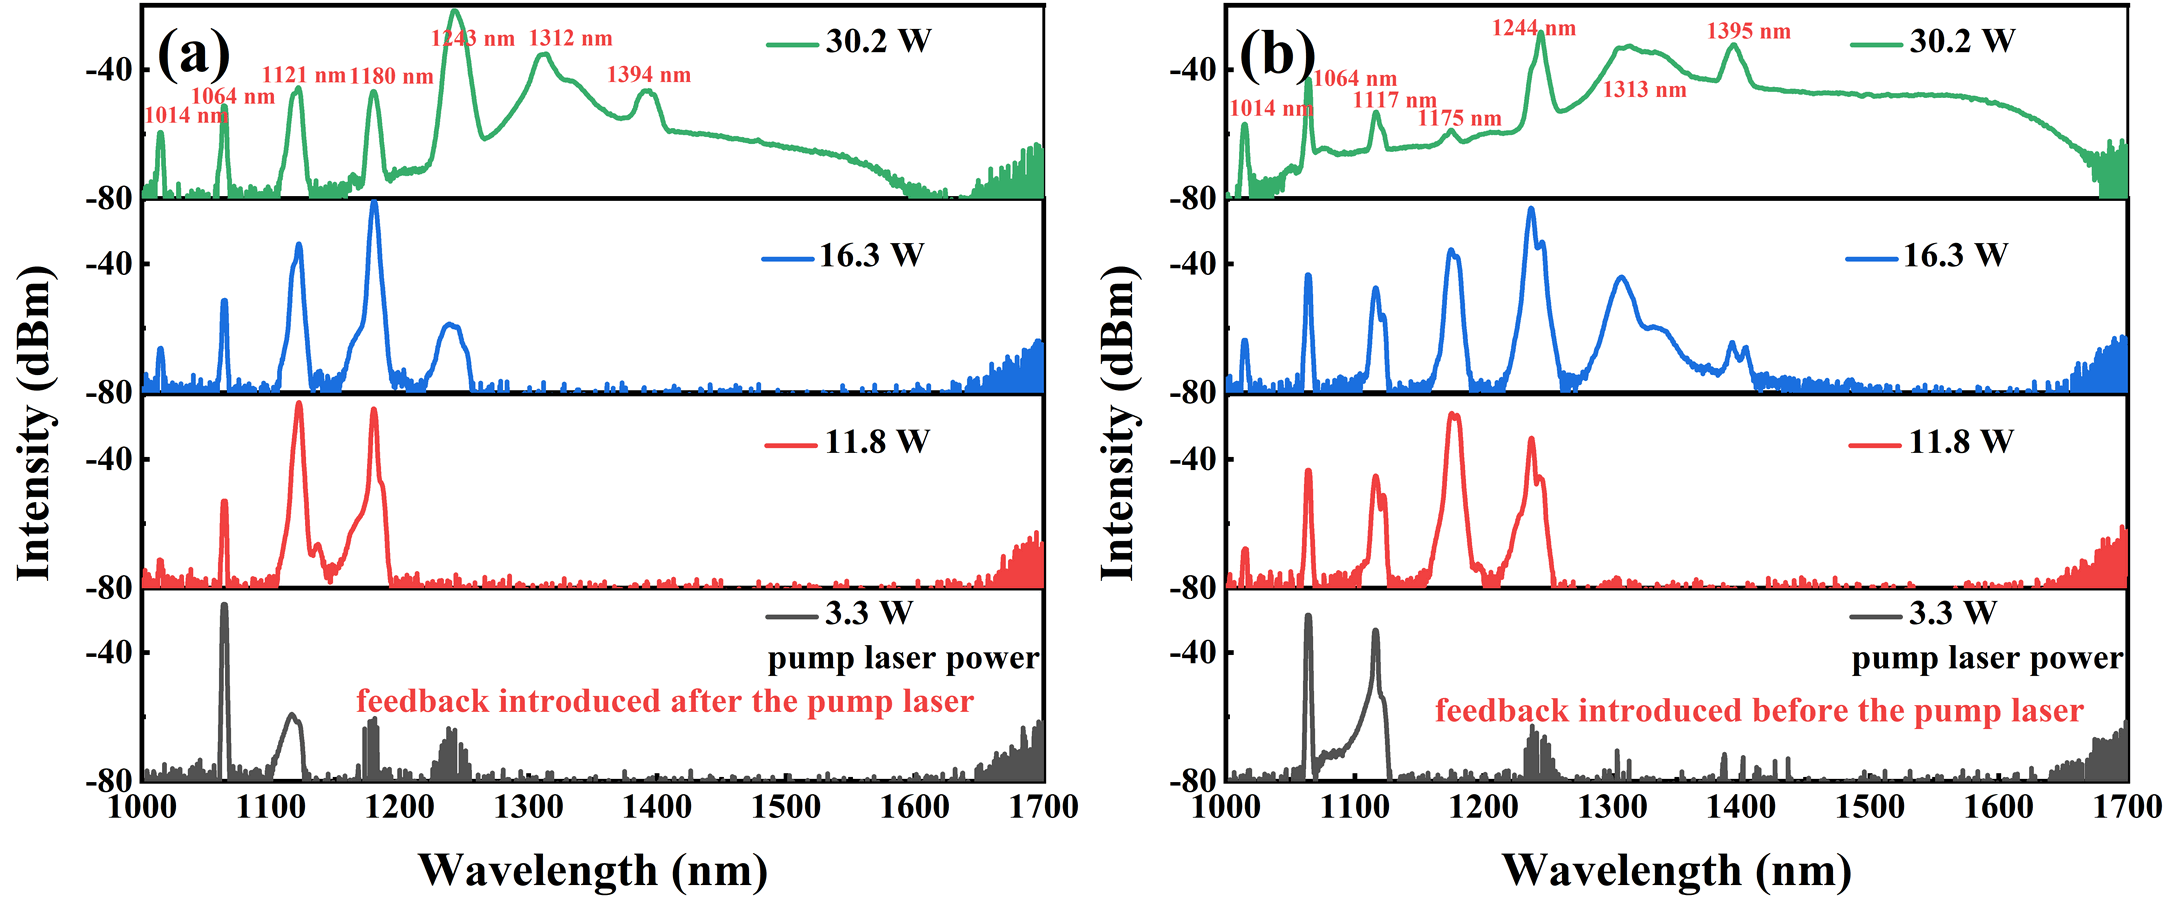 (a)
1014 nm
1064 nm
1121 nm
1180 nm
1243 nm
1312 nm
1394 nm
30.2 W
-40
-80
16.3 W
-40
-80
11.8 W
-40
-80
3.3 W
pump laser power
feedback introduced after the pump laser
-40
-80
1000 1100 1200 1300 1400 1500 1600 1700
Wavelength (nm)
Intensity (dBm)
(b)
1014 nm
1064 nm
1117 nm
1175 nm
1244 nm
1313 nm
1395 nm
30.2 W
-40
-80
16.3 W
-40
-80
11.8 W
-40
-80
3.3 W
pump laser power
feedback introduced before the pump laser
-40
-80
1000 1100 1200 1300 1400 1500 1600 1700
Wavelength (nm)
Intensity (dBm)